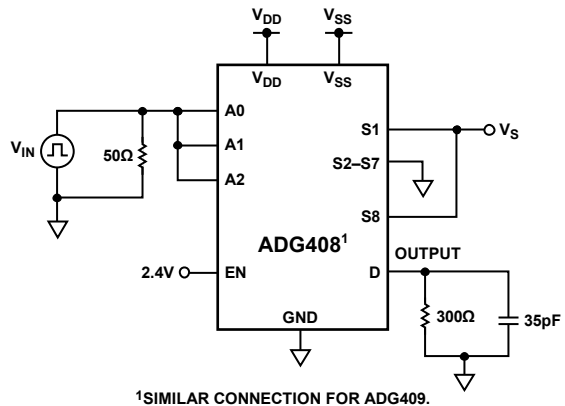 VDD VSS
VDD VSS
A0
S1 VS
VIN 50Ω A1
S2–S7
A2
S8
ADG408¹
OUTPUT
2.4V EN D
300Ω 35pF
GND
¹SIMILAR CONNECTION FOR ADG409.